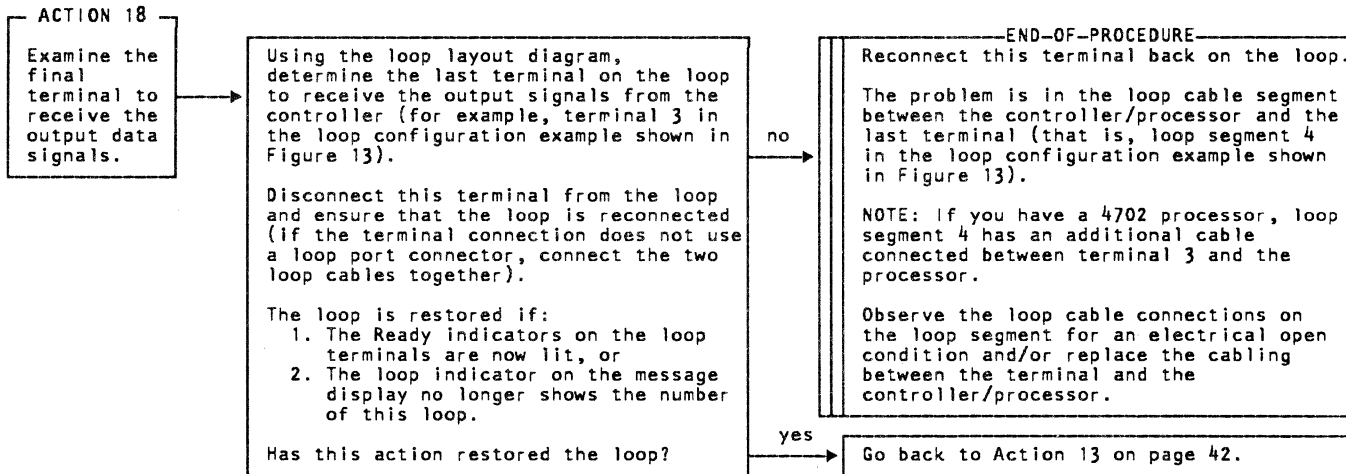 ACTION 18
Examine the
final
terminal to
receive the
output data
signals.
Using the loop layout diagram,
determine the last terminal on the loop
to receive the output signals from the
controller (for example, terminal 3 in
the loop configuration example shown in
Figure 13).
Disconnect this terminal from the loop
and ensure that the loop is reconnected
(if the terminal connection does not use
a loop port connector, connect the two
loop cables together).
The loop is restored if:
1. The Ready indicators on the loop
terminals are now lit, or
2. The loop indicator on the message
display no longer shows the number
of this loop.
Has this action restored the loop?
no
END-OF-PROCEDURE
Reconnect this terminal back on the loop.
The problem is in the loop cable segment
between the controller/processor and the
last terminal (that is, loop segment 4
in the loop configuration example shown
in Figure 13).
NOTE: If you have a 4702 processor, loop
segment 4 has an additional cable
connected between terminal 3 and the
processor.
Observe the loop cable connections on
the loop segment for an electrical open
condition and/or replace the cabling
between the terminal and the
controller/processor.
yes
Go back to Action 13 on page 42.